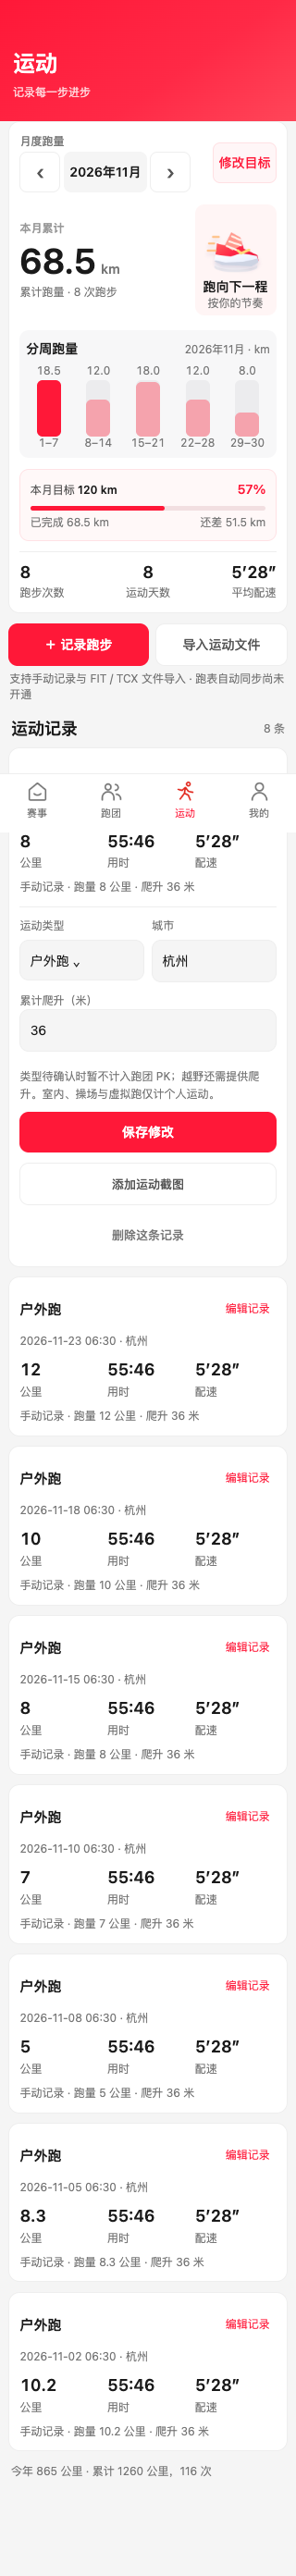 运动
记录每一步进步
月度跑量
‹ 2026年11月 › 修改目标
本月累计
68.5 km
累计跑量 · 8 次跑步
跑向下一程
按你的节奏
分周跑量 2026年11月 · km
18.5 12.0 18.0 12.0 8.0
1–7 8–14 15–21 22–28 29–30
本月目标 120 km 57%
已完成 68.5 km 还差 51.5 km
8 8 5′28″
跑步次数 运动天数 平均配速
+ 记录跑步 导入运动文件
支持手动记录与 FIT / TCX 文件导入 · 跑表自动同步尚未
开通
运动记录 8 条
赛事 跑团 运动 我的
8 55:46 5′28″
公里 用时 配速
手动记录 · 跑量 8 公里 · 爬升 36 米
运动类型 城市
户外跑 杭州
累计爬升（米）
36
类型待确认时暂不计入跑团 PK；越野还需提供爬
升。室内、操场与虚拟跑仅计个人运动。
保存修改
添加运动截图
删除这条记录
户外跑 编辑记录
2026-11-23 06:30 · 杭州
12 55:46 5′28″
公里 用时 配速
手动记录 · 跑量 12 公里 · 爬升 36 米
户外跑 编辑记录
2026-11-18 06:30 · 杭州
10 55:46 5′28″
公里 用时 配速
手动记录 · 跑量 10 公里 · 爬升 36 米
户外跑 编辑记录
2026-11-15 06:30 · 杭州
8 55:46 5′28″
公里 用时 配速
手动记录 · 跑量 8 公里 · 爬升 36 米
户外跑 编辑记录
2026-11-10 06:30 · 杭州
7 55:46 5′28″
公里 用时 配速
手动记录 · 跑量 7 公里 · 爬升 36 米
户外跑 编辑记录
2026-11-08 06:30 · 杭州
5 55:46 5′28″
公里 用时 配速
手动记录 · 跑量 5 公里 · 爬升 36 米
户外跑 编辑记录
2026-11-05 06:30 · 杭州
8.3 55:46 5′28″
公里 用时 配速
手动记录 · 跑量 8.3 公里 · 爬升 36 米
户外跑 编辑记录
2026-11-02 06:30 · 杭州
10.2 55:46 5′28″
公里 用时 配速
手动记录 · 跑量 10.2 公里 · 爬升 36 米
今年 865 公里 · 累计 1260 公里，116 次